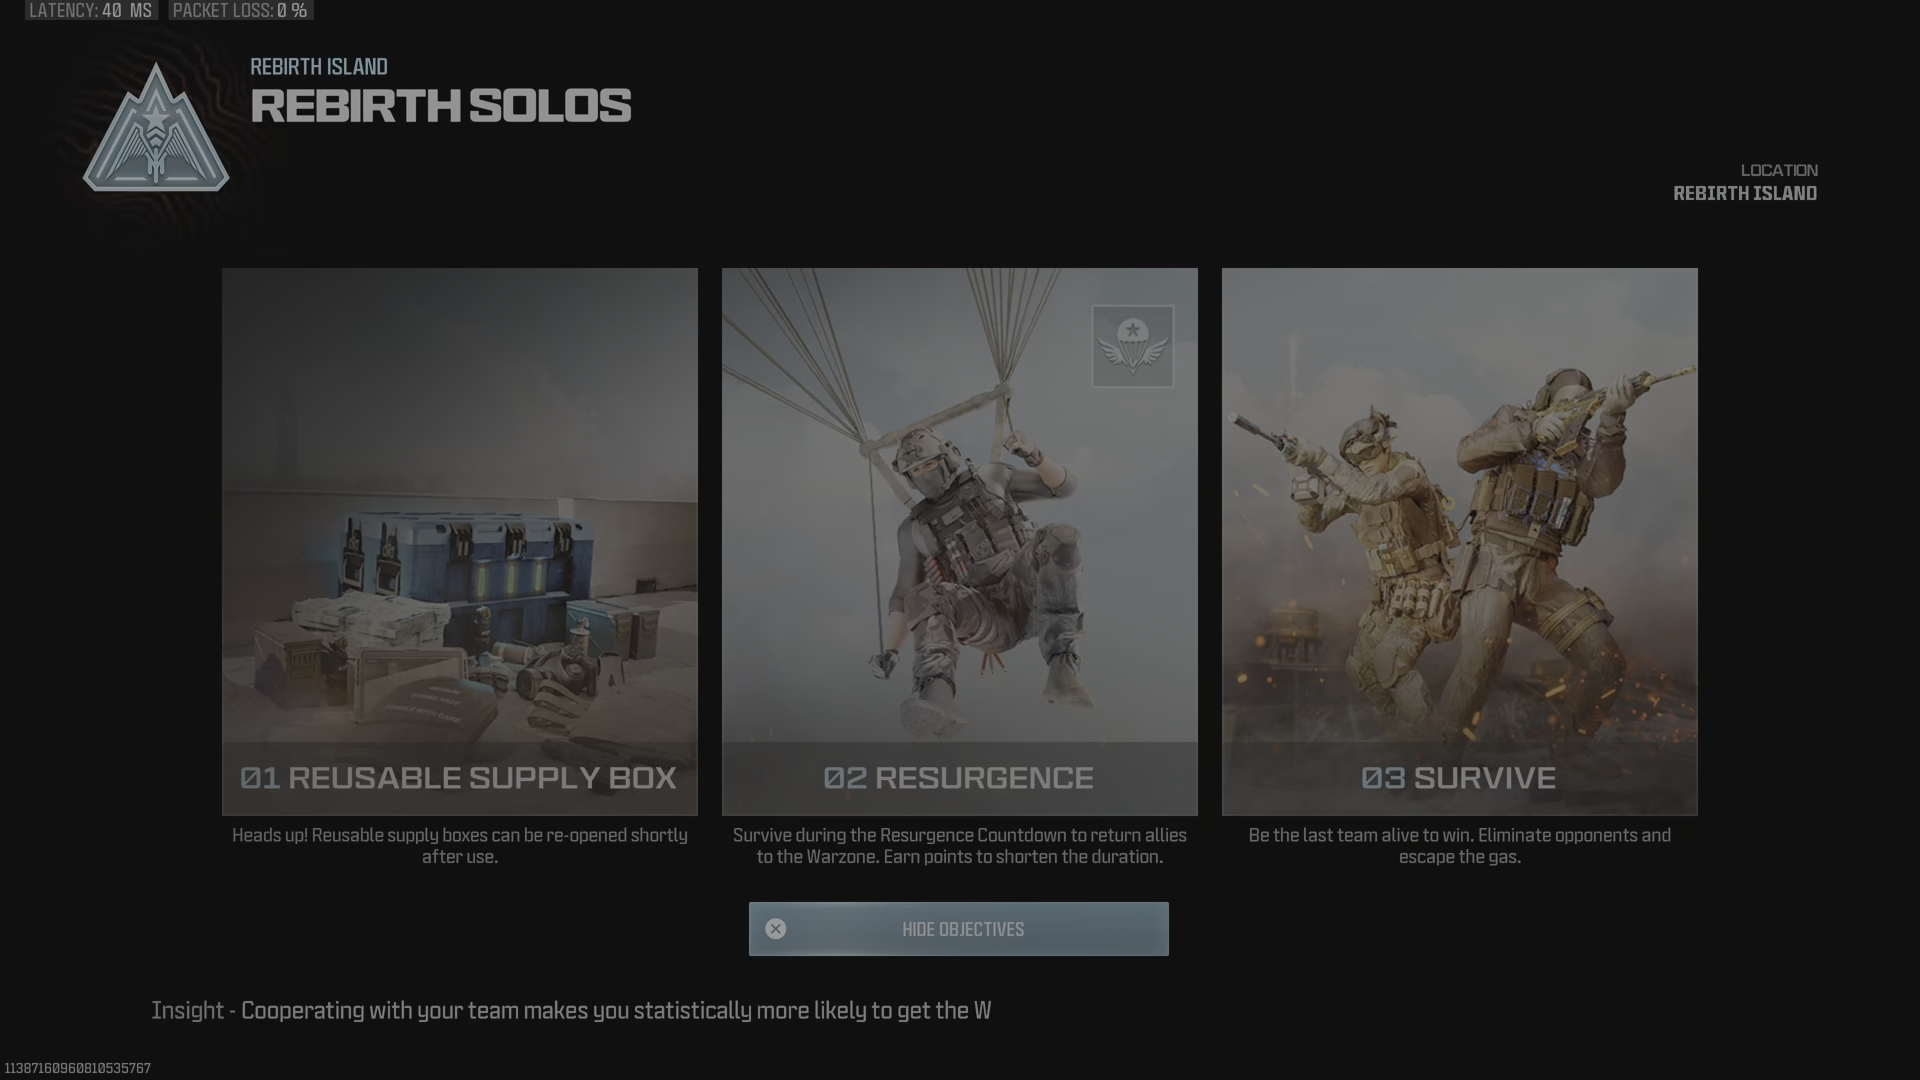 LATENCY: 40 MS PACKET LOSS: 0 %
REBIRTH ISLAND
REBIRTH SOLOS
LOCATION
REBIRTH ISLAND
01 REUSABLE SUPPLY BOX
Heads up! Reusable supply boxes can be re-opened shortly
after use.
02 RESURGENCE
Survive during the Resurgence Countdown to return allies
to the Warzone. Earn points to shorten the duration.
03 SURVIVE
Be the last team alive to win. Eliminate opponents and
escape the gas.
HIDE OBJECTIVES
Insight - Cooperating with your team makes you statistically more likely to get the W
11387160960810535767